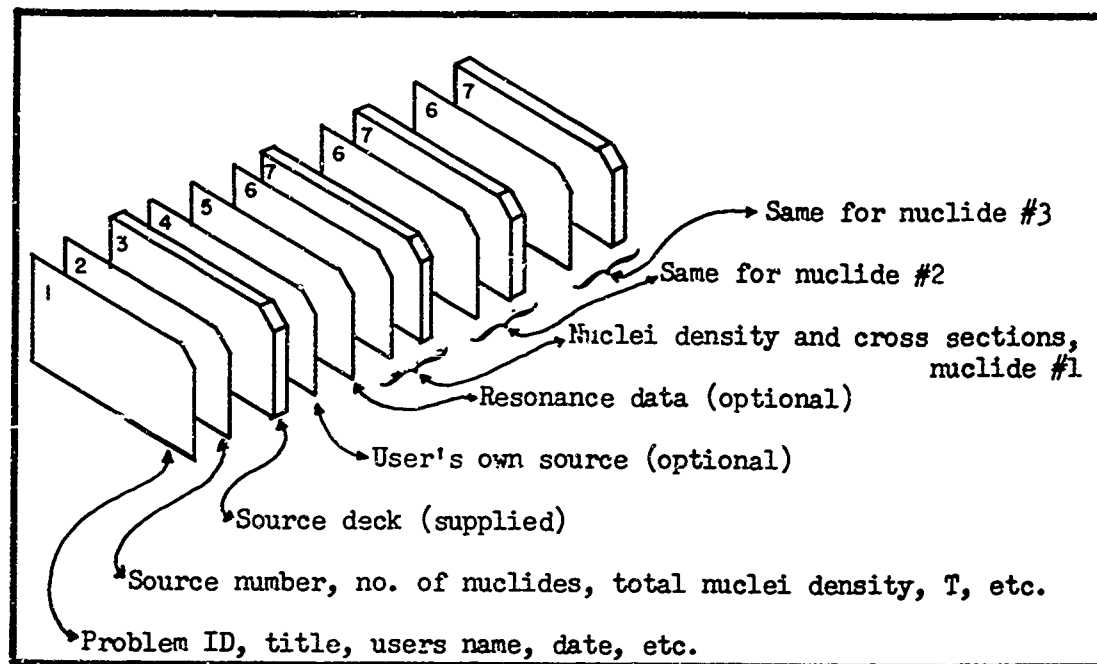 7
6
7
6
7
6
5
4
3
2
1
Same for nuclide #3
Same for nuclide #2
Nuclei density and cross sections,
nuclide #1
Resonance data (optional)
User's own source (optional)
Source deck (supplied)
Source number, no. of nuclides, total nuclei density, T, etc.
Problem ID, title, users name, date, etc.